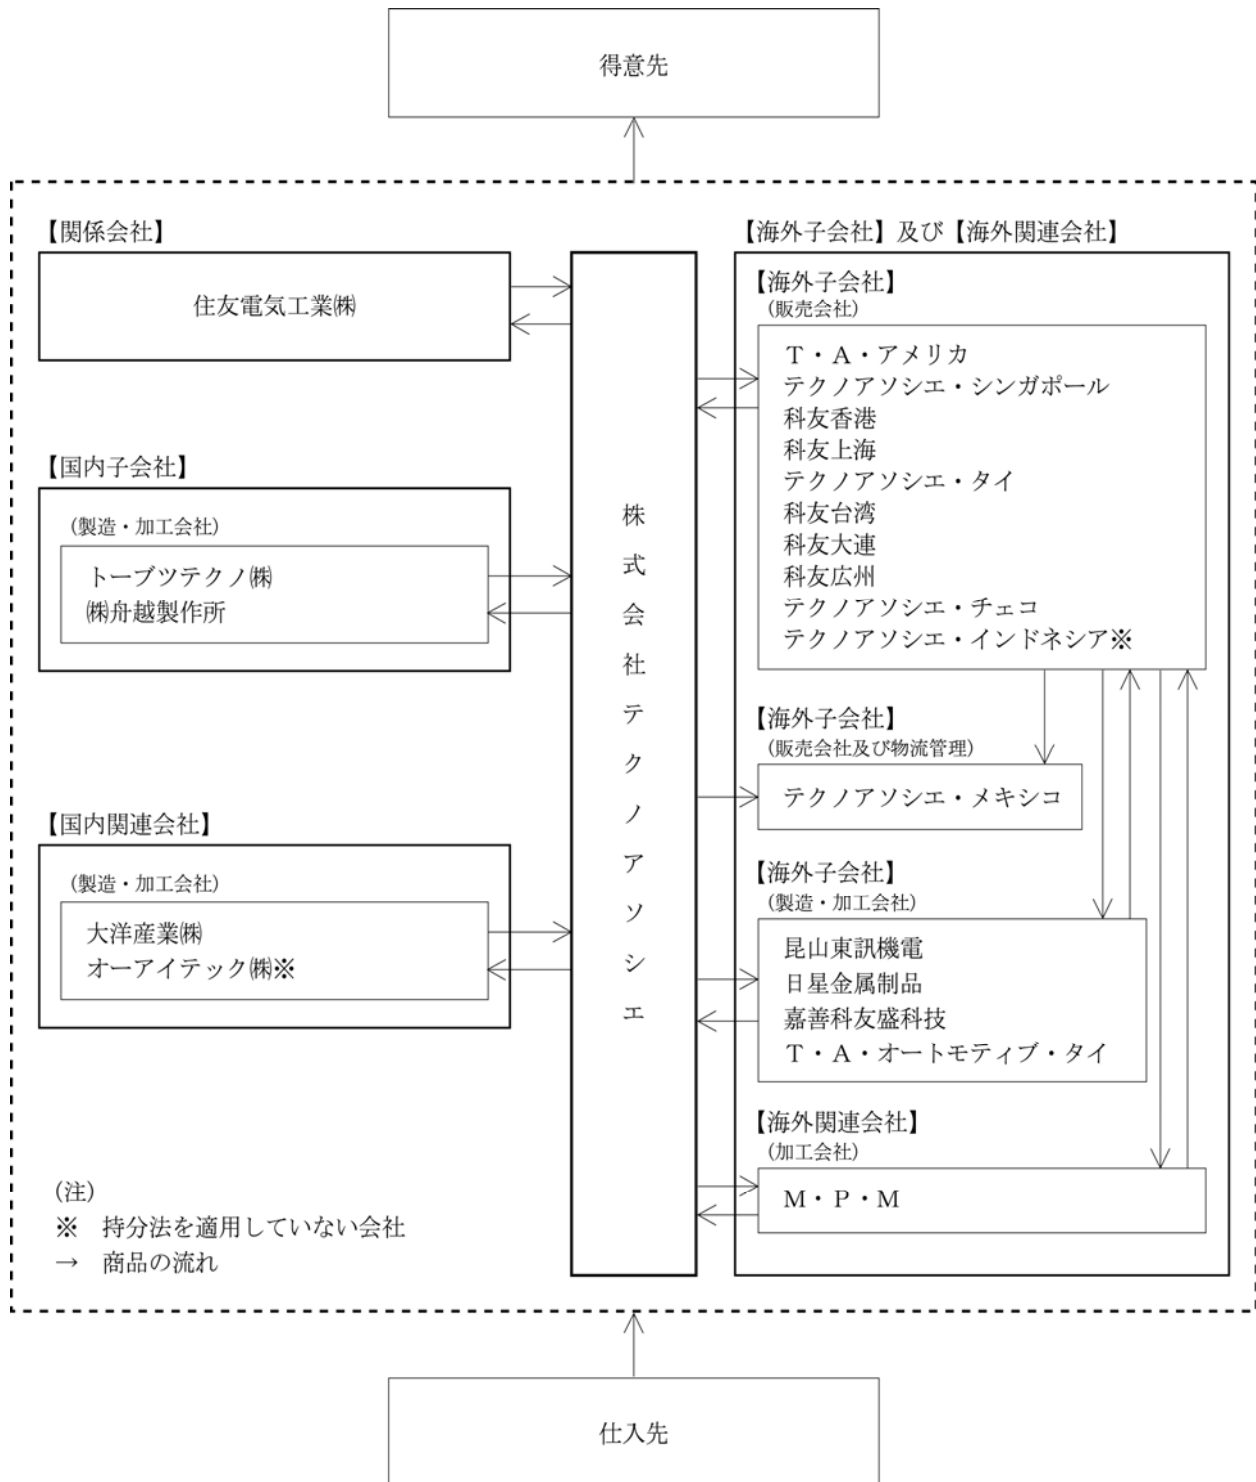 得意先
【関係会社】
住友電気工業㈱
【国内子会社】
(製造・加工会社)
トーブツテクノ㈱
㈱舟越製作所
【国内関連会社】
(製造・加工会社)
大洋産業㈱
オーアイテック㈱※
(注)
※　持分法を適用していない会社
→　商品の流れ
株式会社テクノアソシエ
【海外子会社】及び【海外関連会社】
【海外子会社】
(販売会社)
Ｔ・Ａ・アメリカ
テクノアソシエ・シンガポール
科友香港
科友上海
テクノアソシエ・タイ
科友台湾
科友大連
科友広州
テクノアソシエ・チェコ
テクノアソシエ・インドネシア※
【海外子会社】
(販売会社及び物流管理)
テクノアソシエ・メキシコ
【海外子会社】
(製造・加工会社)
昆山東訊機電
日星金属制品
嘉善科友盛科技
Ｔ・Ａ・オートモティブ・タイ
【海外関連会社】
(加工会社)
Ｍ・Ｐ・Ｍ
仕入先